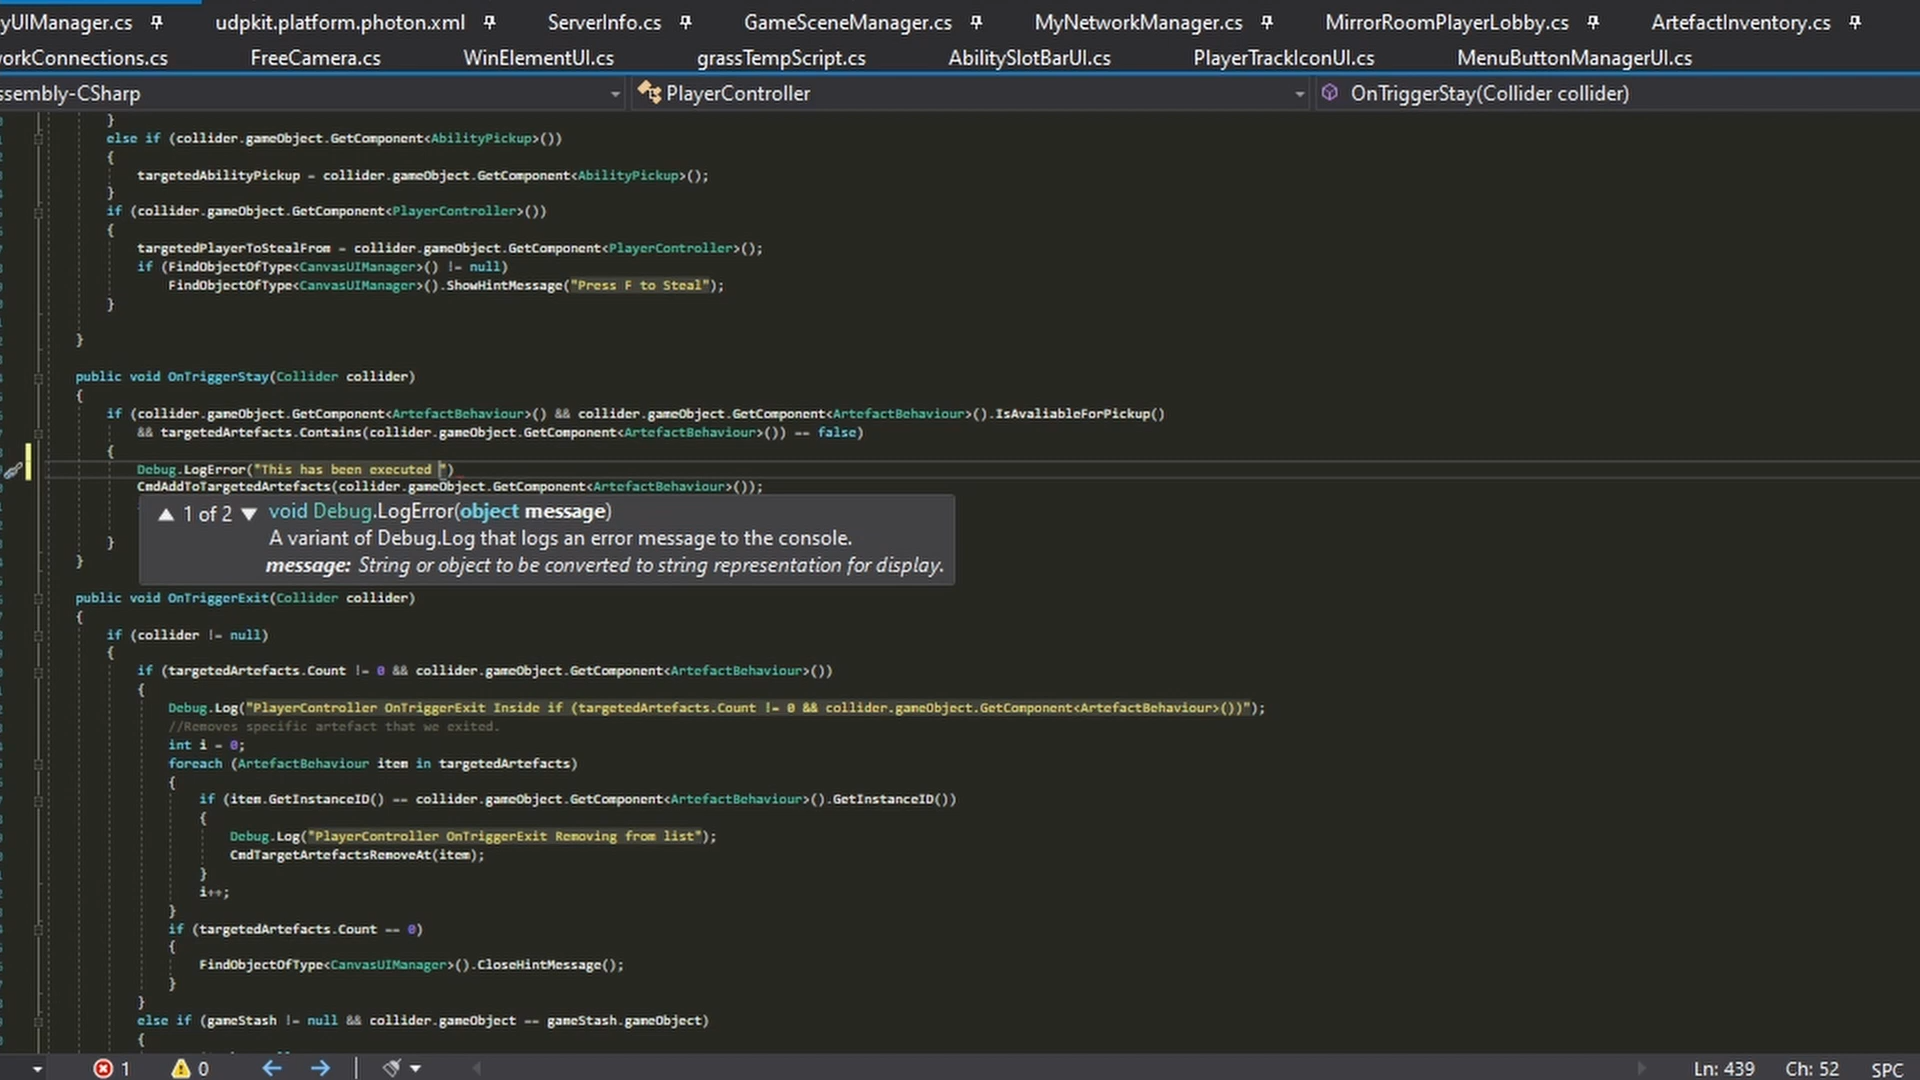 yUIManager.cs udpkit.platform.photon.xml ServerInfo.cs GameSceneManager.cs MyNetworkManager.cs MirrorRoomPlayerLobby.cs ArtefactInventory.cs
orkConnections.cs FreeCamera.cs WinElementUI.cs grassTempScript.cs AbilitySlotBarUI.cs PlayerTrackIconUI.cs MenuButtonManagerUI.cs
ssembly-CSharp PlayerController OnTriggerStay(Collider collider)
}
else if (collider.gameObject.GetComponent<AbilityPickup>())
{
targetedAbilityPickup = collider.gameObject.GetComponent<AbilityPickup>();
}
if (collider.gameObject.GetComponent<PlayerController>())
{
targetedPlayerToStealFrom = collider.gameObject.GetComponent<PlayerController>();
if (FindObjectOfType<CanvasUIManager>() != null)
FindObjectOfType<CanvasUIManager>().ShowHintMessage("Press F to Steal");
}
}
public void OnTriggerStay(Collider collider)
{
if (collider.gameObject.GetComponent<ArtefactBehaviour>() && collider.gameObject.GetComponent<ArtefactBehaviour>().IsAvaliableForPickup()
&& targetedArtefacts.Contains(collider.gameObject.GetComponent<ArtefactBehaviour>()) == false)
{
Debug.LogError("This has been executed ")
CmdAddToTargetedArtefacts(collider.gameObject.GetComponent<ArtefactBehaviour>());
▲ 1 of 2 ▼ void Debug.LogError(object message)
A variant of Debug.Log that logs an error message to the console.
message: String or object to be converted to string representation for display.
}
}
public void OnTriggerExit(Collider collider)
{
if (collider != null)
{
if (targetedArtefacts.Count != 0 && collider.gameObject.GetComponent<ArtefactBehaviour>())
{
Debug.Log("PlayerController OnTriggerExit Inside if (targetedArtefacts.Count != 0 && collider.gameObject.GetComponent<ArtefactBehaviour>())");
//Removes specific artefact that we exited.
int i = 0;
foreach (ArtefactBehaviour item in targetedArtefacts)
{
if (item.GetInstanceID() == collider.gameObject.GetComponent<ArtefactBehaviour>().GetInstanceID())
{
Debug.Log("PlayerController OnTriggerExit Removing from list");
CmdTargetArtefactsRemoveAt(item);
}
i++;
}
if (targetedArtefacts.Count == 0)
{
FindObjectOfType<CanvasUIManager>().CloseHintMessage();
}
}
else if (gameStash != null && collider.gameObject == gameStash.gameObject)
{
1 0 Ln: 439 Ch: 52 SPC